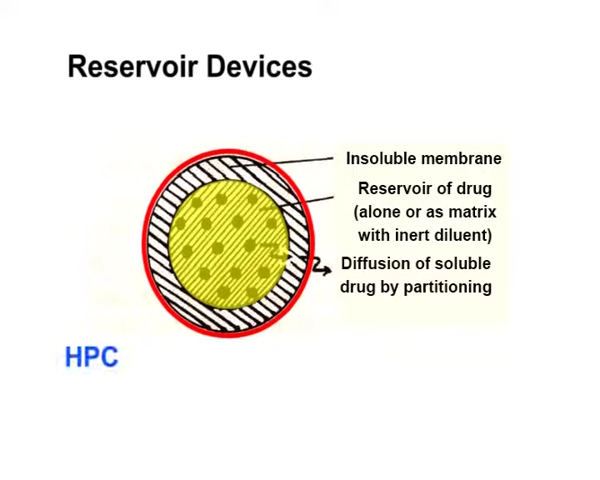 Reservoir Devices
Insoluble membrane
Reservoir of drug
(alone or as matrix
with inert diluent)
Diffusion of soluble
drug by partitioning
HPC